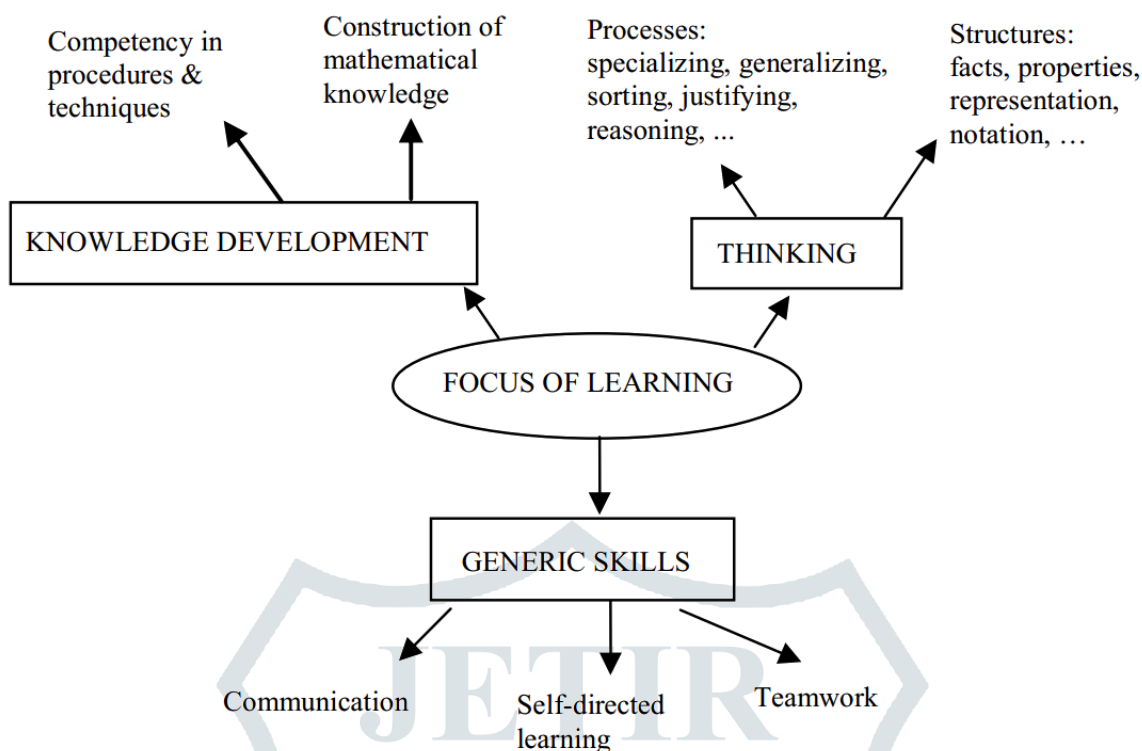 Competency in
procedures &
techniques
Construction of
mathematical
knowledge
Processes:
specializing, generalizing,
sorting, justifying,
reasoning, ...
Structures:
facts, properties,
representation,
notation, …
KNOWLEDGE DEVELOPMENT
THINKING
FOCUS OF LEARNING
GENERIC SKILLS
JETIR
Communication
Self-directed
learning
Teamwork